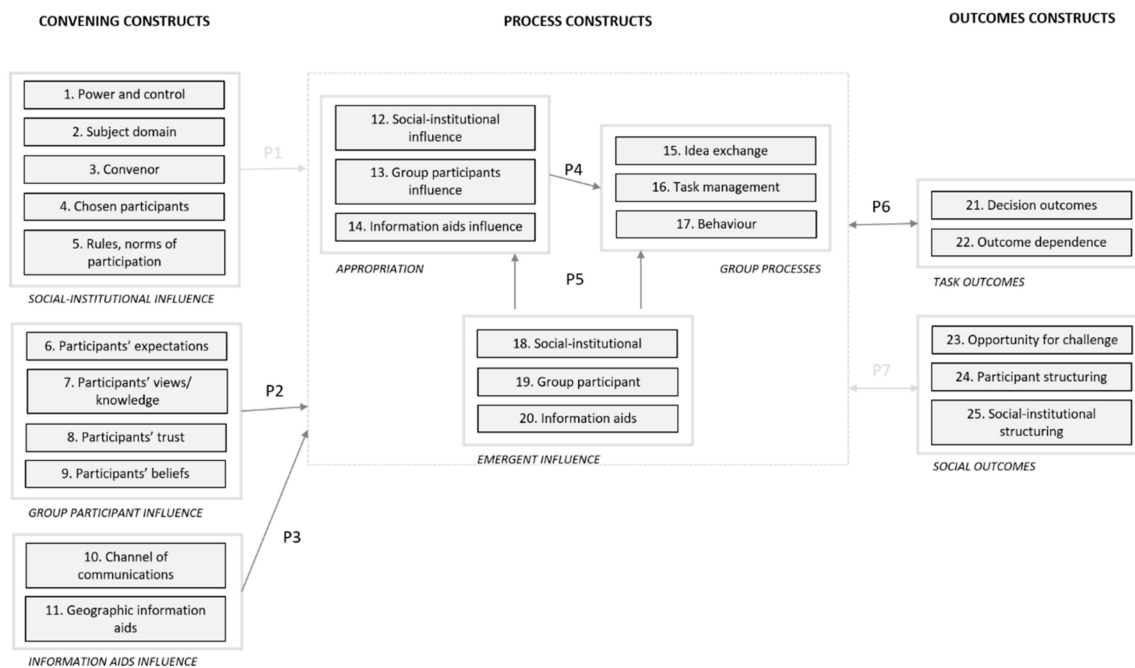 CONVENING CONSTRUCTS
PROCESS CONSTRUCTS
OUTCOMES CONSTRUCTS
1. Power and control
2. Subject domain
3. Convenor
4. Chosen participants
5. Rules, norms of
participation
SOCIAL-INSTITUTIONAL INFLUENCE
6. Participants' expectations
7. Participants' views/
knowledge
8. Participants' trust
9. Participants' beliefs
GROUP PARTICIPANT INFLUENCE
10. Channel of
communications
11. Geographic information
aids
INFORMATION AIDS INFLUENCE
P1
P2
P3
12. Social-institutional
influence
13. Group participants
influence
14. Information aids influence
APPROPRIATION
P4
15. Idea exchange
16. Task management
17. Behaviour
GROUP PROCESSES
P5
18. Social-institutional
19. Group participant
20. Information aids
EMERGENT INFLUENCE
P6
P7
21. Decision outcomes
22. Outcome dependence
TASK OUTCOMES
23. Opportunity for challenge
24. Participant structuring
25. Social-institutional
structuring
SOCIAL OUTCOMES